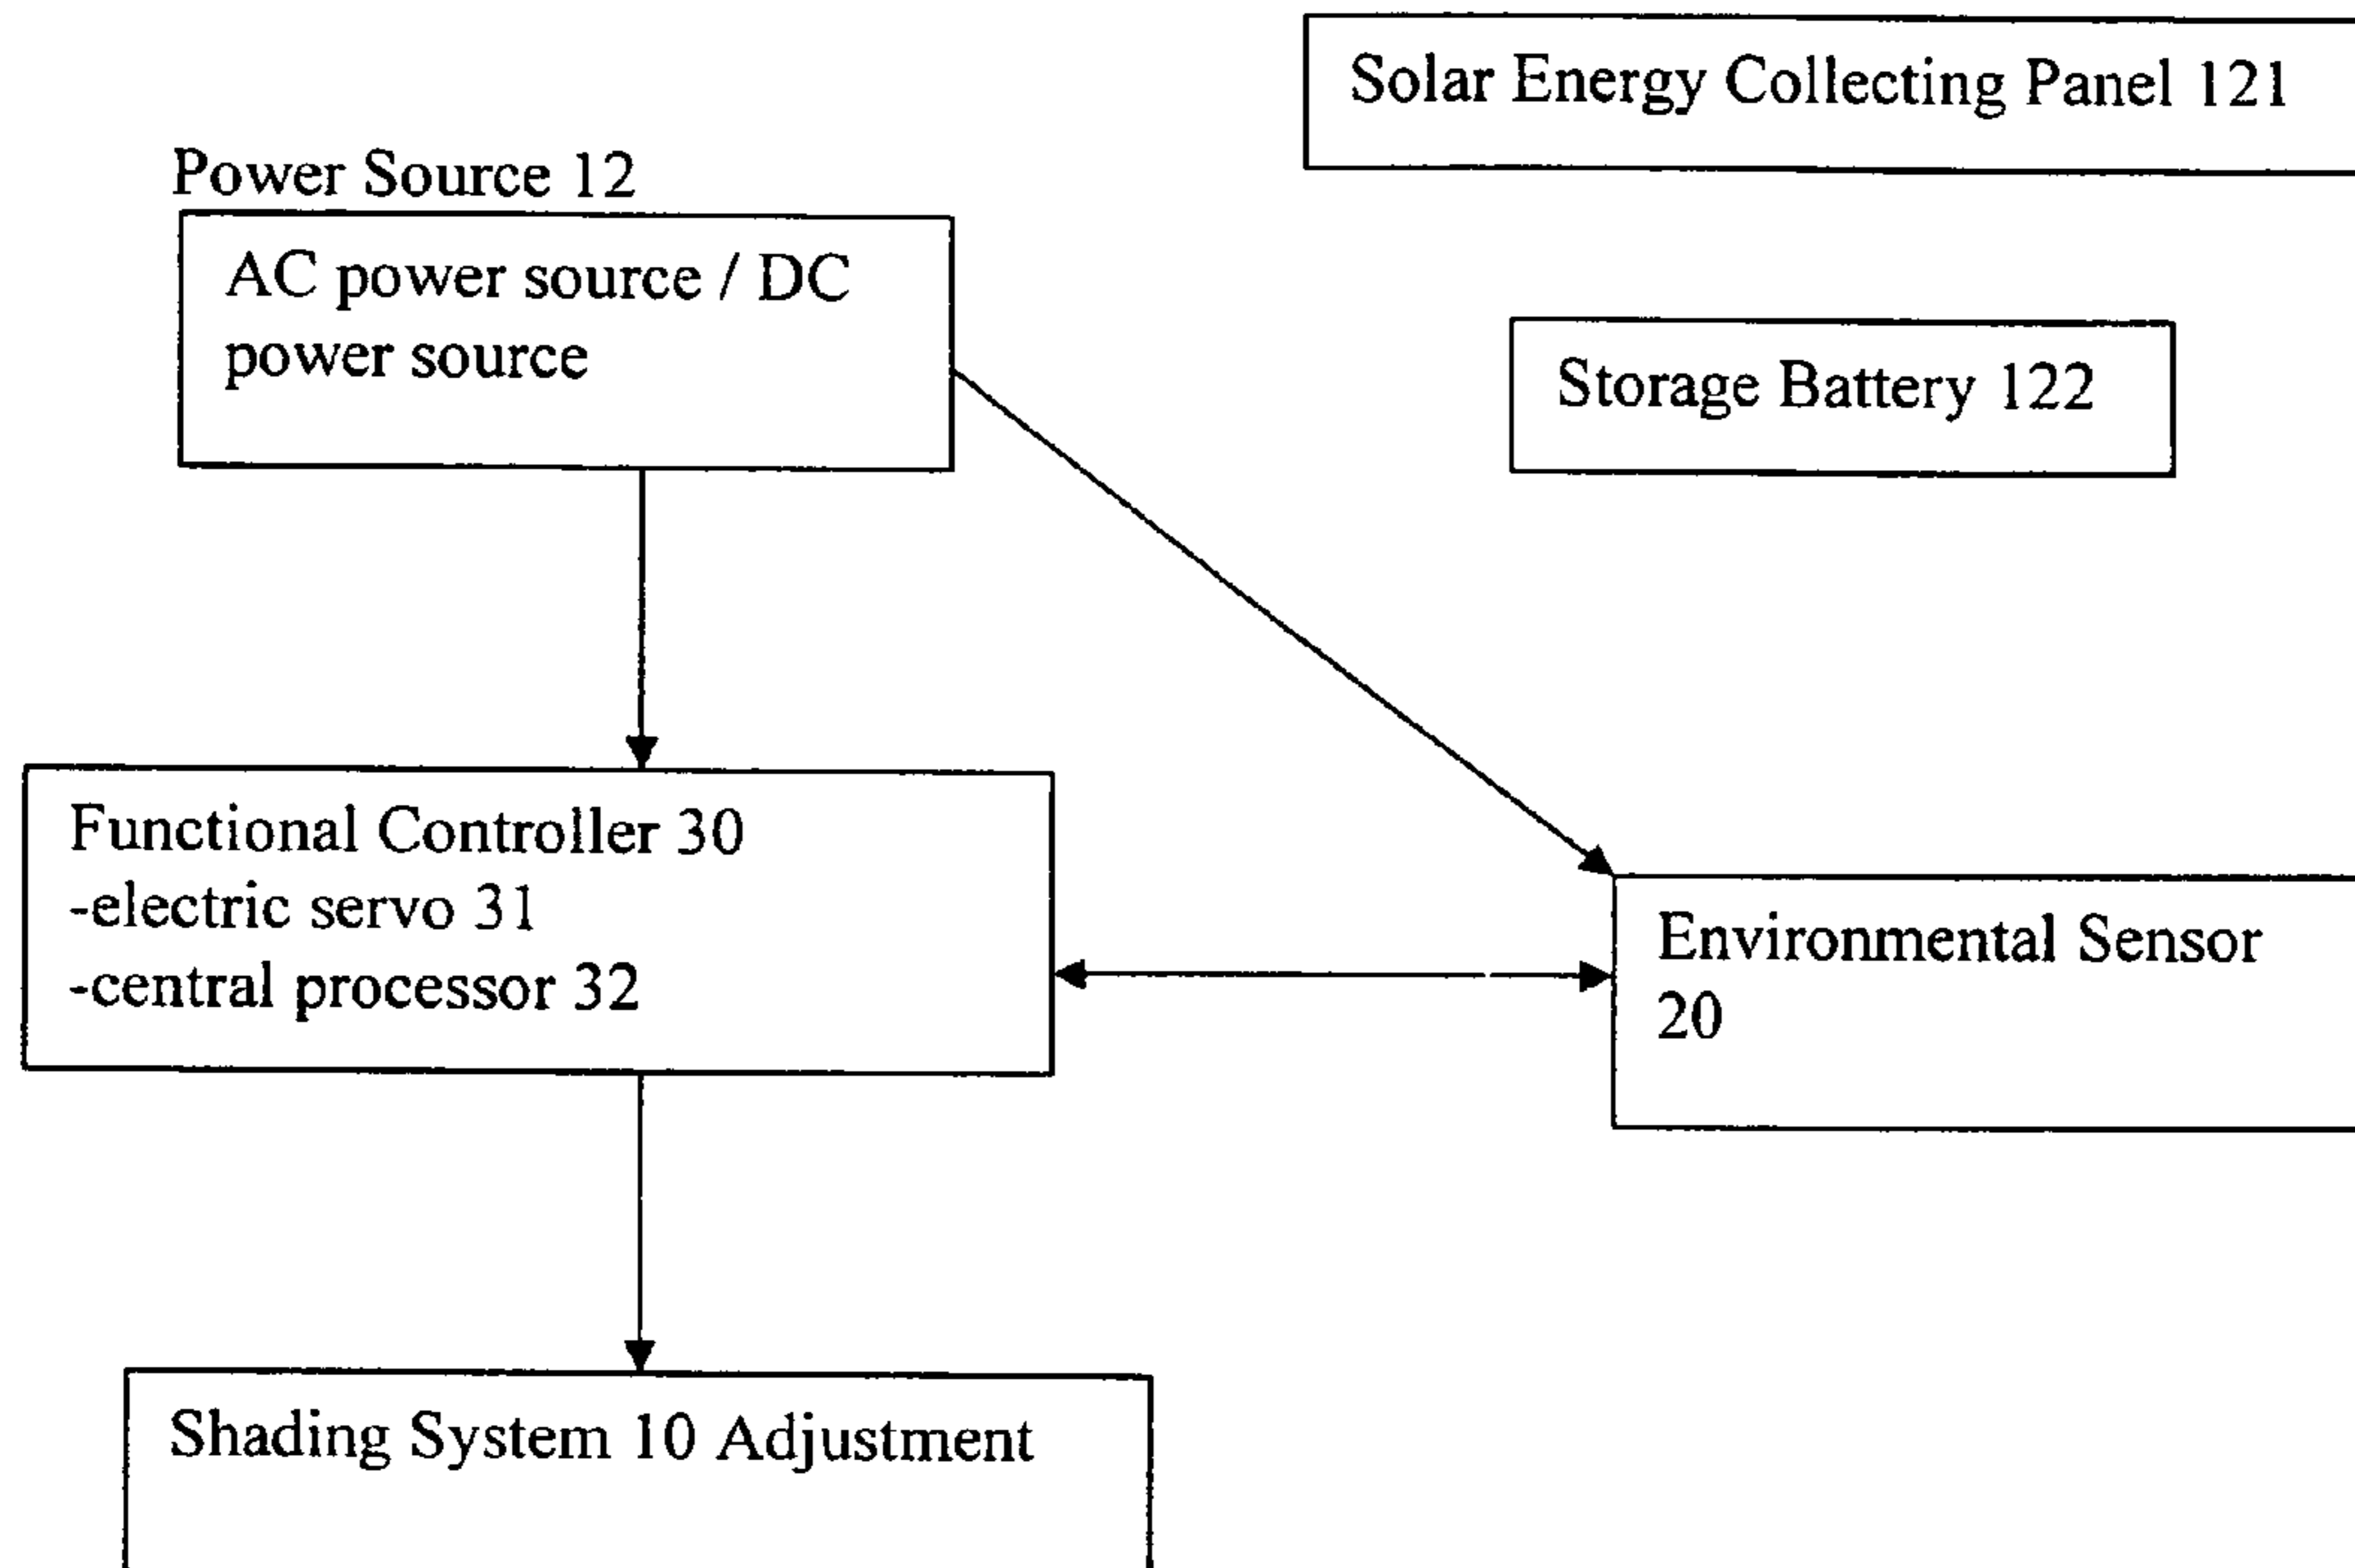 Solar Energy Collecting Panel 121
Power Source 12
AC power source / DC
power source
Storage Battery 122
Functional Controller 30
-electric servo 31
-central processor 32
Environmental Sensor
20
Shading System 10 Adjustment